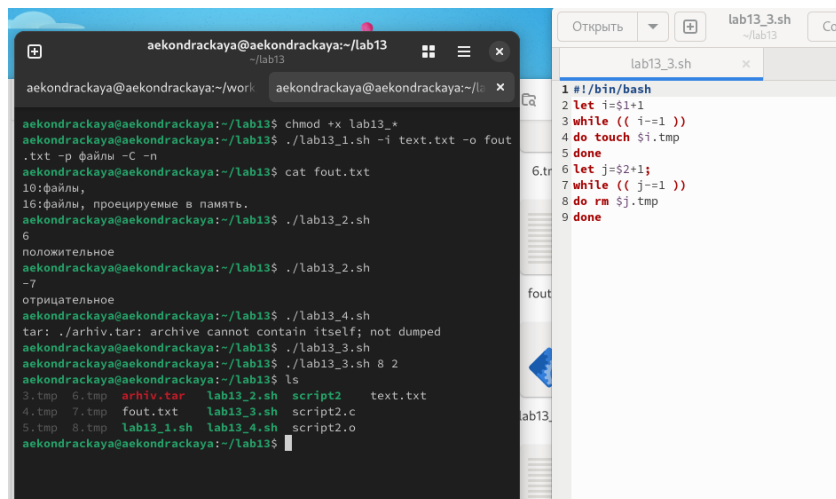 aekondrackaya@aekondrackaya:~/lab13
~/lab13
aekondrackaya@aekondrackaya:~/work
aekondrackaya@aekondrackaya:~/la
aekondrackaya@aekondrackaya:~/lab13$ chmod +x lab13_*
aekondrackaya@aekondrackaya:~/lab13$ ./lab13_1.sh -i text.txt -o fout
.txt -p файлы -C -n
aekondrackaya@aekondrackaya:~/lab13$ cat fout.txt
10:файлы,
16:файлы, проецируемые в память.
aekondrackaya@aekondrackaya:~/lab13$ ./lab13_2.sh
6
положительное
aekondrackaya@aekondrackaya:~/lab13$ ./lab13_2.sh
-7
отрицательное
aekondrackaya@aekondrackaya:~/lab13$ ./lab13_4.sh
tar: ./arhiv.tar: archive cannot contain itself; not dumped
aekondrackaya@aekondrackaya:~/lab13$ ./lab13_3.sh
aekondrackaya@aekondrackaya:~/lab13$ ./lab13_3.sh 8 2
aekondrackaya@aekondrackaya:~/lab13$ ls
3.tmp 6.tmp arhiv.tar lab13_2.sh script2 text.txt
4.tmp 7.tmp fout.txt lab13_3.sh script2.c
5.tmp 8.tmp lab13_1.sh lab13_4.sh script2.o
aekondrackaya@aekondrackaya:~/lab13$
6.t
fout
lab13_
Открыть
lab13_3.sh
~/lab13
Со
lab13_3.sh
1 #!/bin/bash
2 let i=$1+1
3 while (( i-=1 ))
4 do touch $i.tmp
5 done
6 let j=$2+1;
7 while (( j-=1 ))
8 do rm $j.tmp
9 done